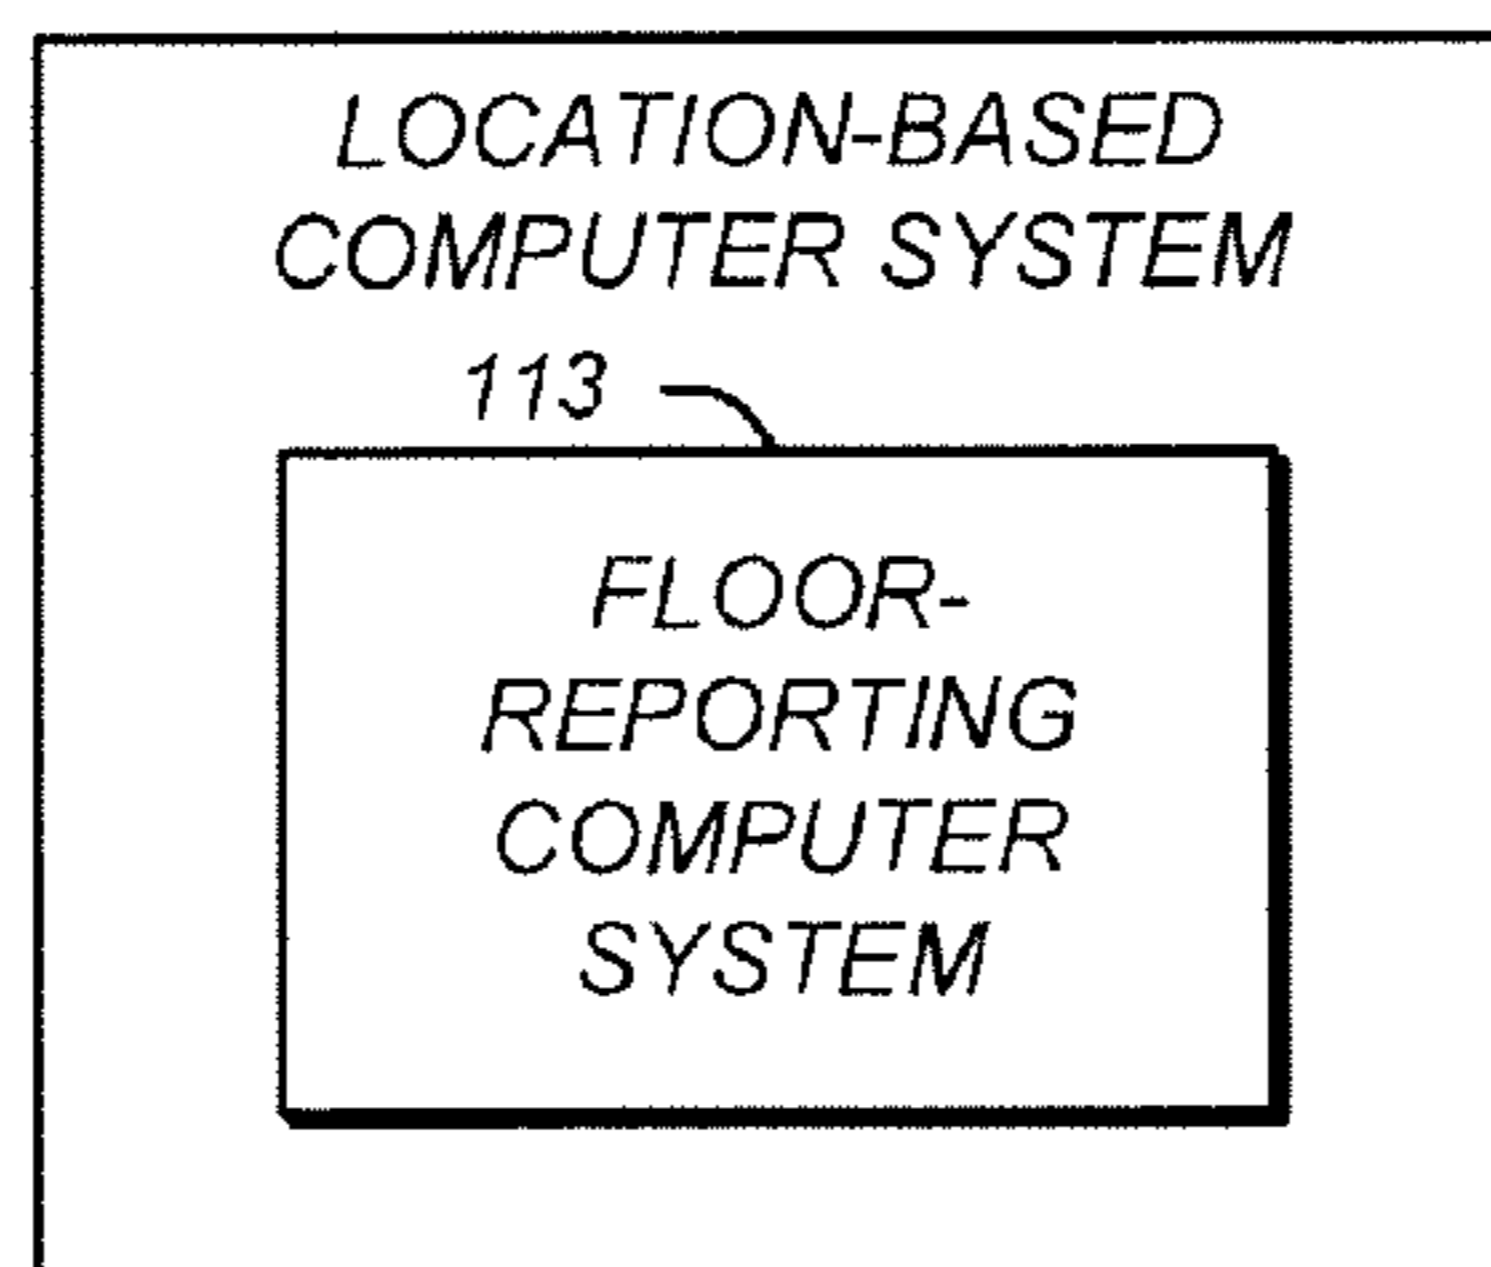 LOCATION-BASED
COMPUTER SYSTEM
113
FLOOR-
REPORTING
COMPUTER
SYSTEM